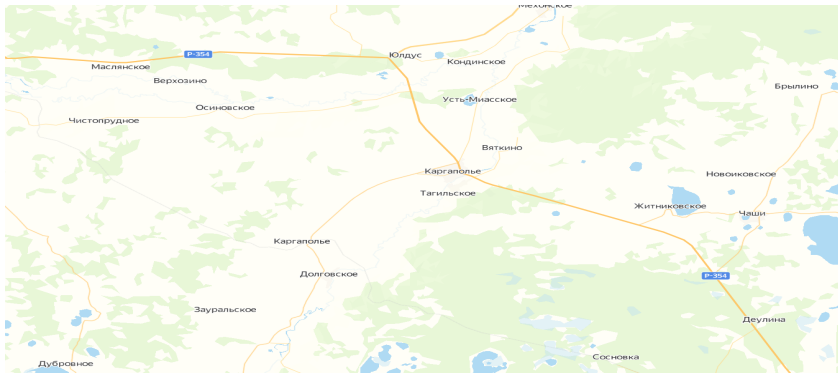 Мехонское
Р-354
Юлдус
Кондинское
Маслянское
Верхозино
Брылино
Осиновское
Усть-Миасское
Чистопрудное
Вяткино
Каргаполье
Новоиковское
Тагильское
Житниковское
Чаши
Каргаполье
Долговское
Р-354
Зауральское
Деулина
Сосновка
Дубровное